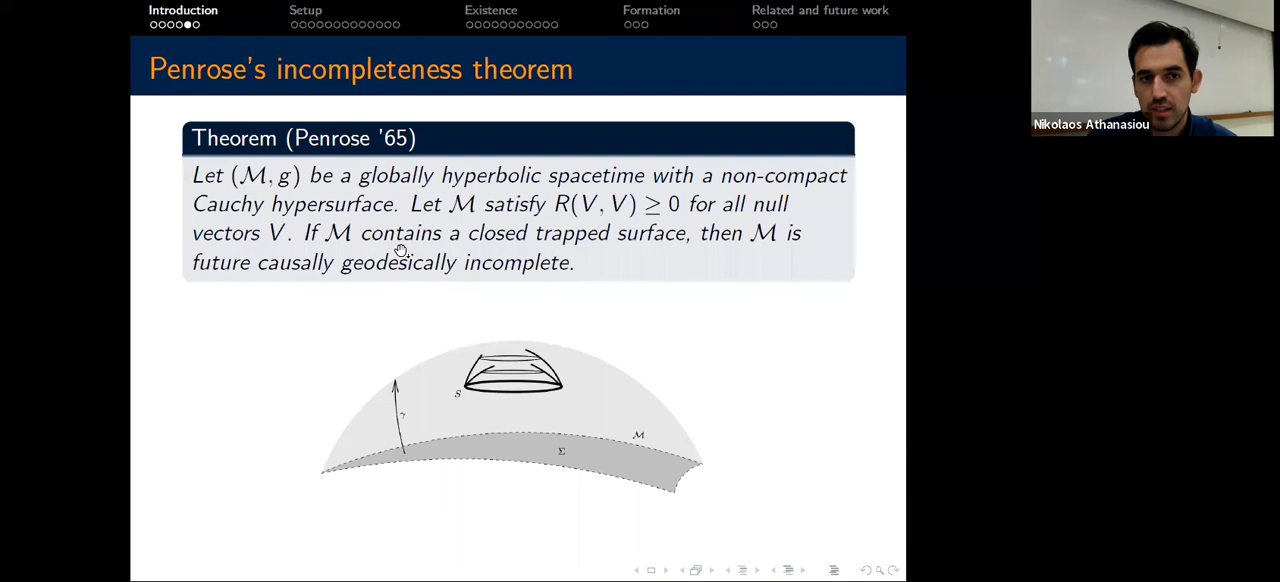 Introduction Setup Existence Formation Related and future work
Penrose's incompleteness theorem
Nikolaos Athanasiou
Theorem (Penrose '65)
Let (M, g) be a globally hyperbolic spacetime with a non-compact
Cauchy hypersurface. Let M satisfy R(V, V) ≥ 0 for all null
vectors V. If M contains a closed trapped surface, then M is
future causally geodesically incomplete.
S
γ
M
Σ